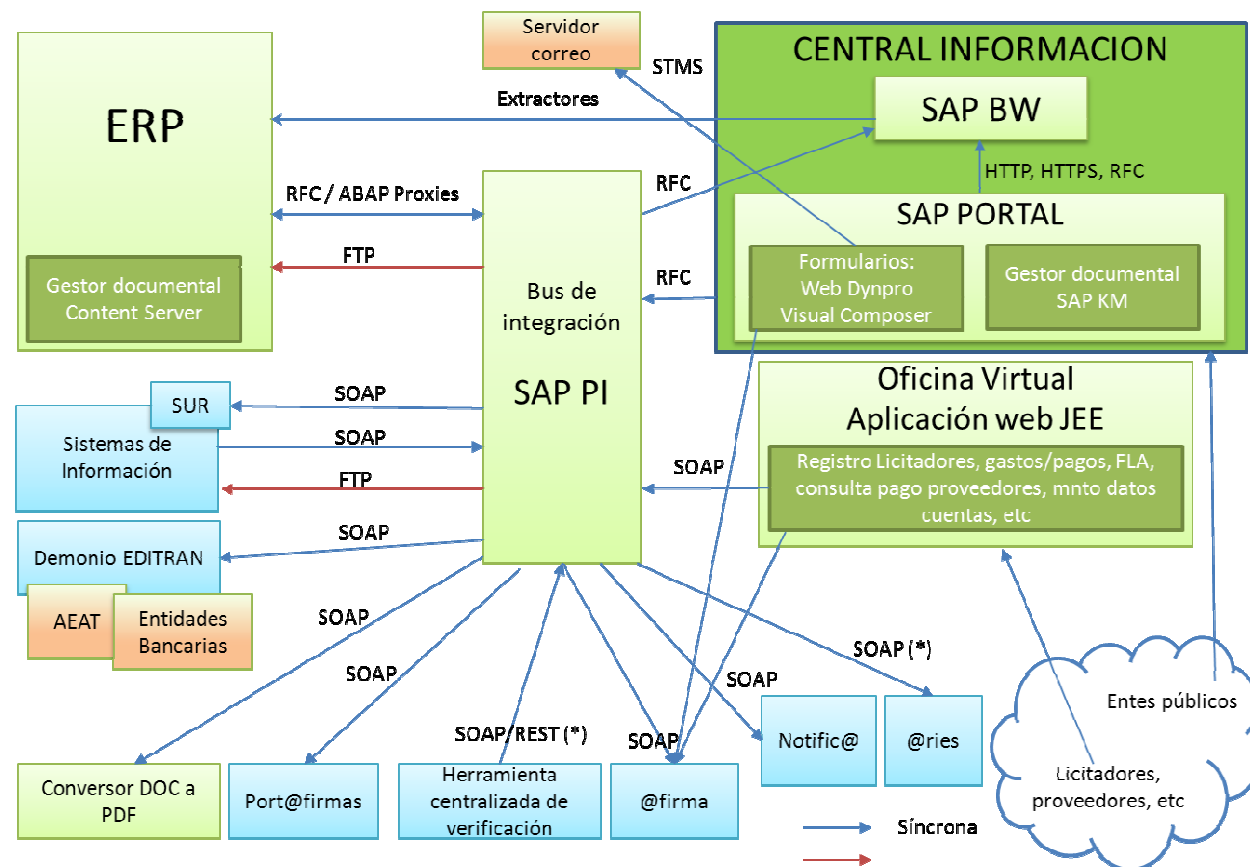 Servidor
correo
STMS
CENTRAL INFORMACION
Extractores
SAP BW
ERP
RFC
HTTP, HTTPS, RFC
RFC / ABAP Proxies
SAP PORTAL
FTP
RFC
Formularios:
Web Dynpro
Visual Composer
Gestor documental
SAP KM
Gestor documental
Content Server
Bus de
integración
SAP PI
Oficina Virtual
Aplicación web JEE
SUR
SOAP
Sistemas de
Información
SOAP
SOAP
Registro Licitadores, gastos/pagos, FLA,
consulta pago proveedores, mnto datos
cuentas, etc
FTP
SOAP
Demonio EDITRAN
AEAT
Entidades
Bancarias
SOAP
SOAP
SOAP (*)
SOAP
SOAP/REST (*)
SOAP
Entes públicos
Notific@
@ries
Licitadores,
proveedores, etc
Conversor DOC a
PDF
Port@firmas
Herramienta
centralizada de
verificación
@firma
Síncrona